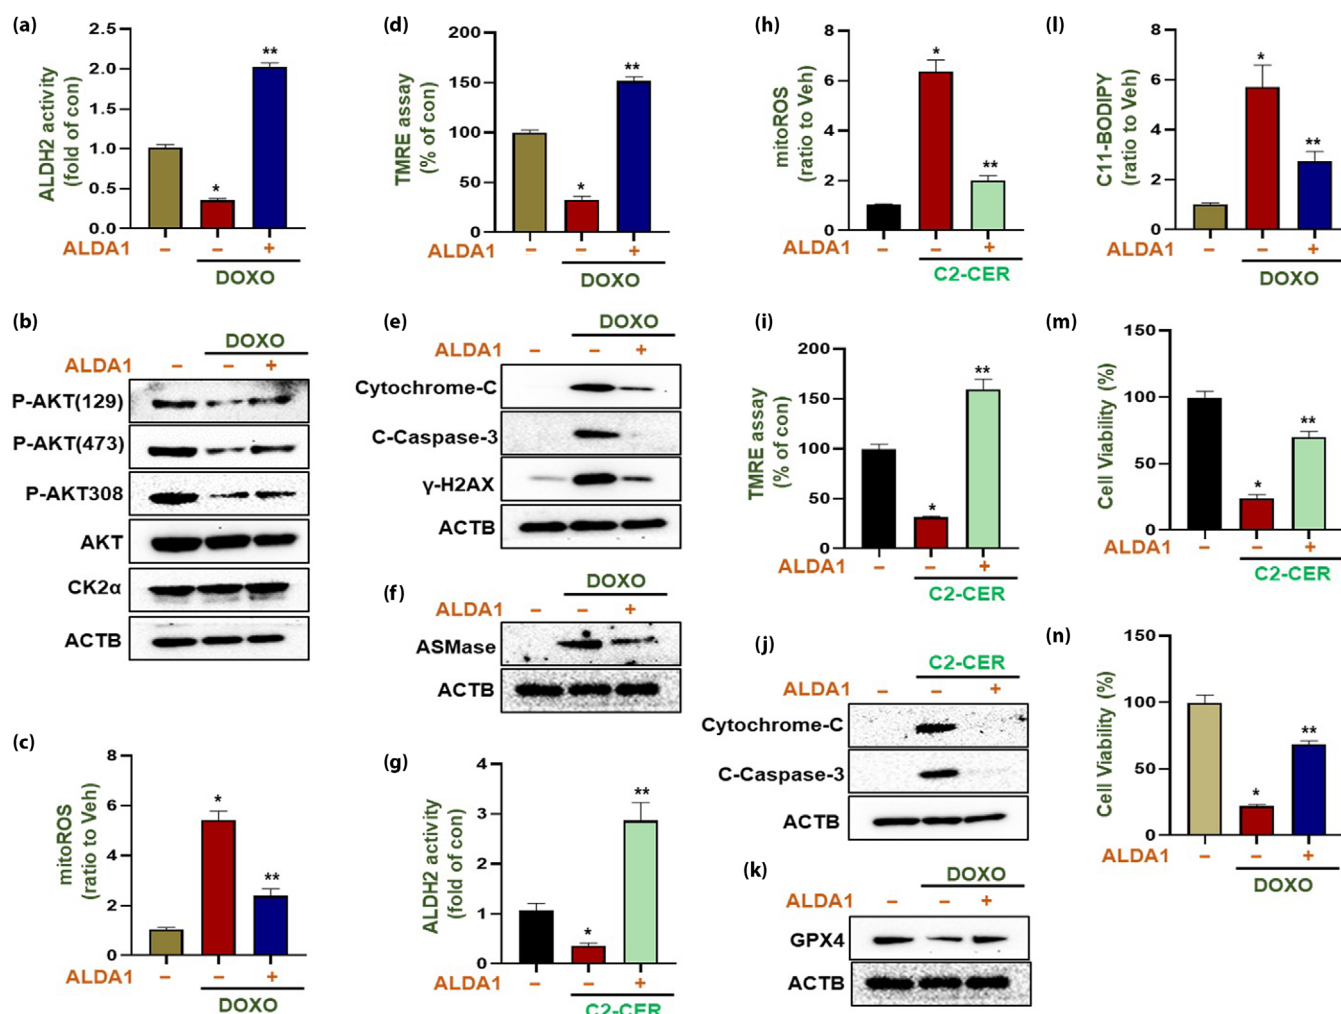 (a)
ALDH2 activity
(fold of con)
2.5
2.0
1.5
1.0
0.5
0.0
*
**
ALDA1 – – +
DOXO
(b)
DOXO
ALDA1 – – +
P-AKT(129)
P-AKT(473)
P-AKT308
AKT
CK2α
ACTB
(c)
mitoROS
(ratio to Veh)
8
6
4
2
0
*
**
ALDA1 – – +
DOXO
(d)
TMRE assay
(% of con)
200
150
100
50
0
*
**
ALDA1 – – +
DOXO
(e)
DOXO
ALDA1 – – +
Cytochrome-C
C-Caspase-3
γ-H2AX
ACTB
(f)
DOXO
ALDA1 – – +
ASMase
ACTB
(g)
ALDH2 activity
(fold of con)
4
3
2
1
0
*
**
ALDA1 – – +
C2-CER
(h)
mitoROS
(ratio to Veh)
8
6
4
2
0
*
**
ALDA1 – – +
C2-CER
(i)
TMRE assay
(% of con)
200
150
100
50
0
*
**
ALDA1 – – +
C2-CER
(j)
C2-CER
ALDA1 – – +
Cytochrome-C
C-Caspase-3
ACTB
(k)
DOXO
ALDA1 – – +
GPX4
ACTB
(l)
C11-BODIPY
(ratio to Veh)
8
6
4
2
0
*
**
ALDA1 – – +
DOXO
(m)
Cell Viability (%)
150
100
50
0
*
**
ALDA1 – – +
C2-CER
(n)
Cell Viability (%)
150
100
50
0
*
**
ALDA1 – – +
DOXO